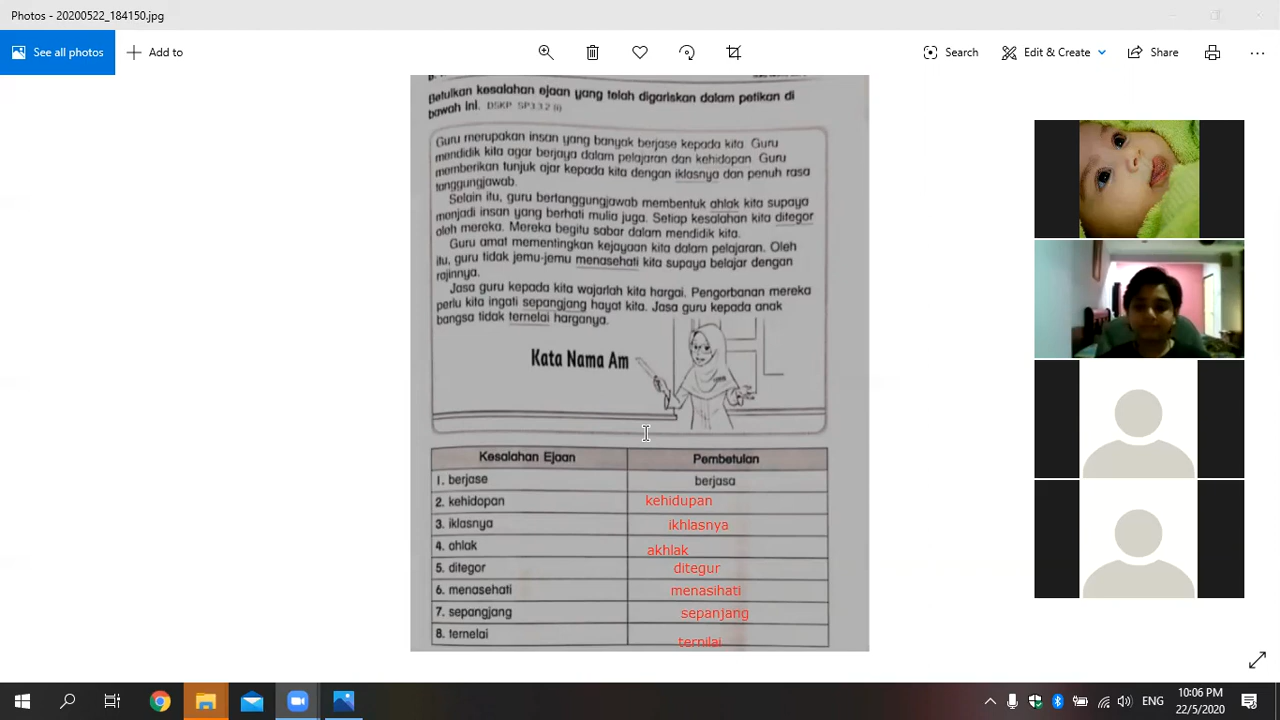 Photos - 20200522_184150.jpg
See all photos
Add to
Search
Edit & Create
Share
Betulkan kesalahan ejaan yang telah digariskan dalam petikan di
bawah ini. DSKP SP3.3.2 (i)
Guru merupakan insan yang banyak berjase kepada kita. Guru
mendidik kita agar berjaya dalam pelajaran dan kehidopan. Guru
memberikan tunjuk ajar kepada kita dengan iklasnya dan penuh rasa
tanggungjawab.
Selain itu, guru bertanggungjawab membentuk ahlak kita supaya
menjadi insan yang berhati mulia juga. Setiap kesalahan kita ditegor
oleh mereka. Mereka begitu sabar dalam mendidik kita.
Guru amat mementingkan kejayaan kita dalam pelajaran. Oleh
itu, guru tidak jemu-jemu menasehati kita supaya belajar dengan
rajinnya.
Jasa guru kepada kita wajarlah kita hargai. Pengorbanan mereka
perlu kita ingati sepangjang hayat kita. Jasa guru kepada anak
bangsa tidak ternelai harganya.
Kata Nama Am
Kesalahan Ejaan Pembetulan
1. berjase berjasa
2. kehidopan kehidupan
3. iklasnya ikhlasnya
4. ahlak akhlak
5. ditegor ditegur
6. menasehati menasihati
7. sepangjang sepanjang
8. ternelai ternilai
ENG
10:06 PM
22/5/2020